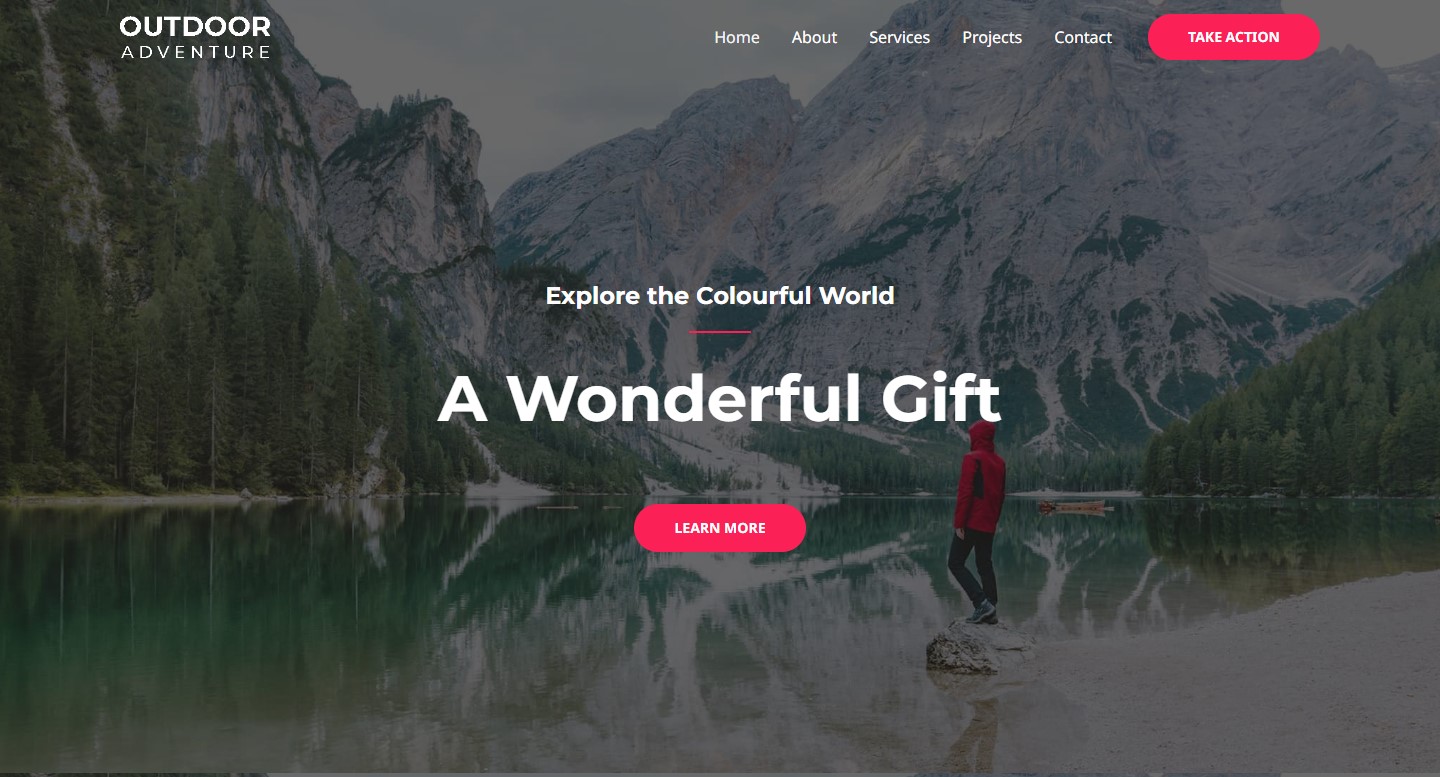 OUTDOOR
ADVENTURE
Home About Services Projects Contact TAKE ACTION
Explore the Colourful World
A Wonderful Gift
LEARN MORE